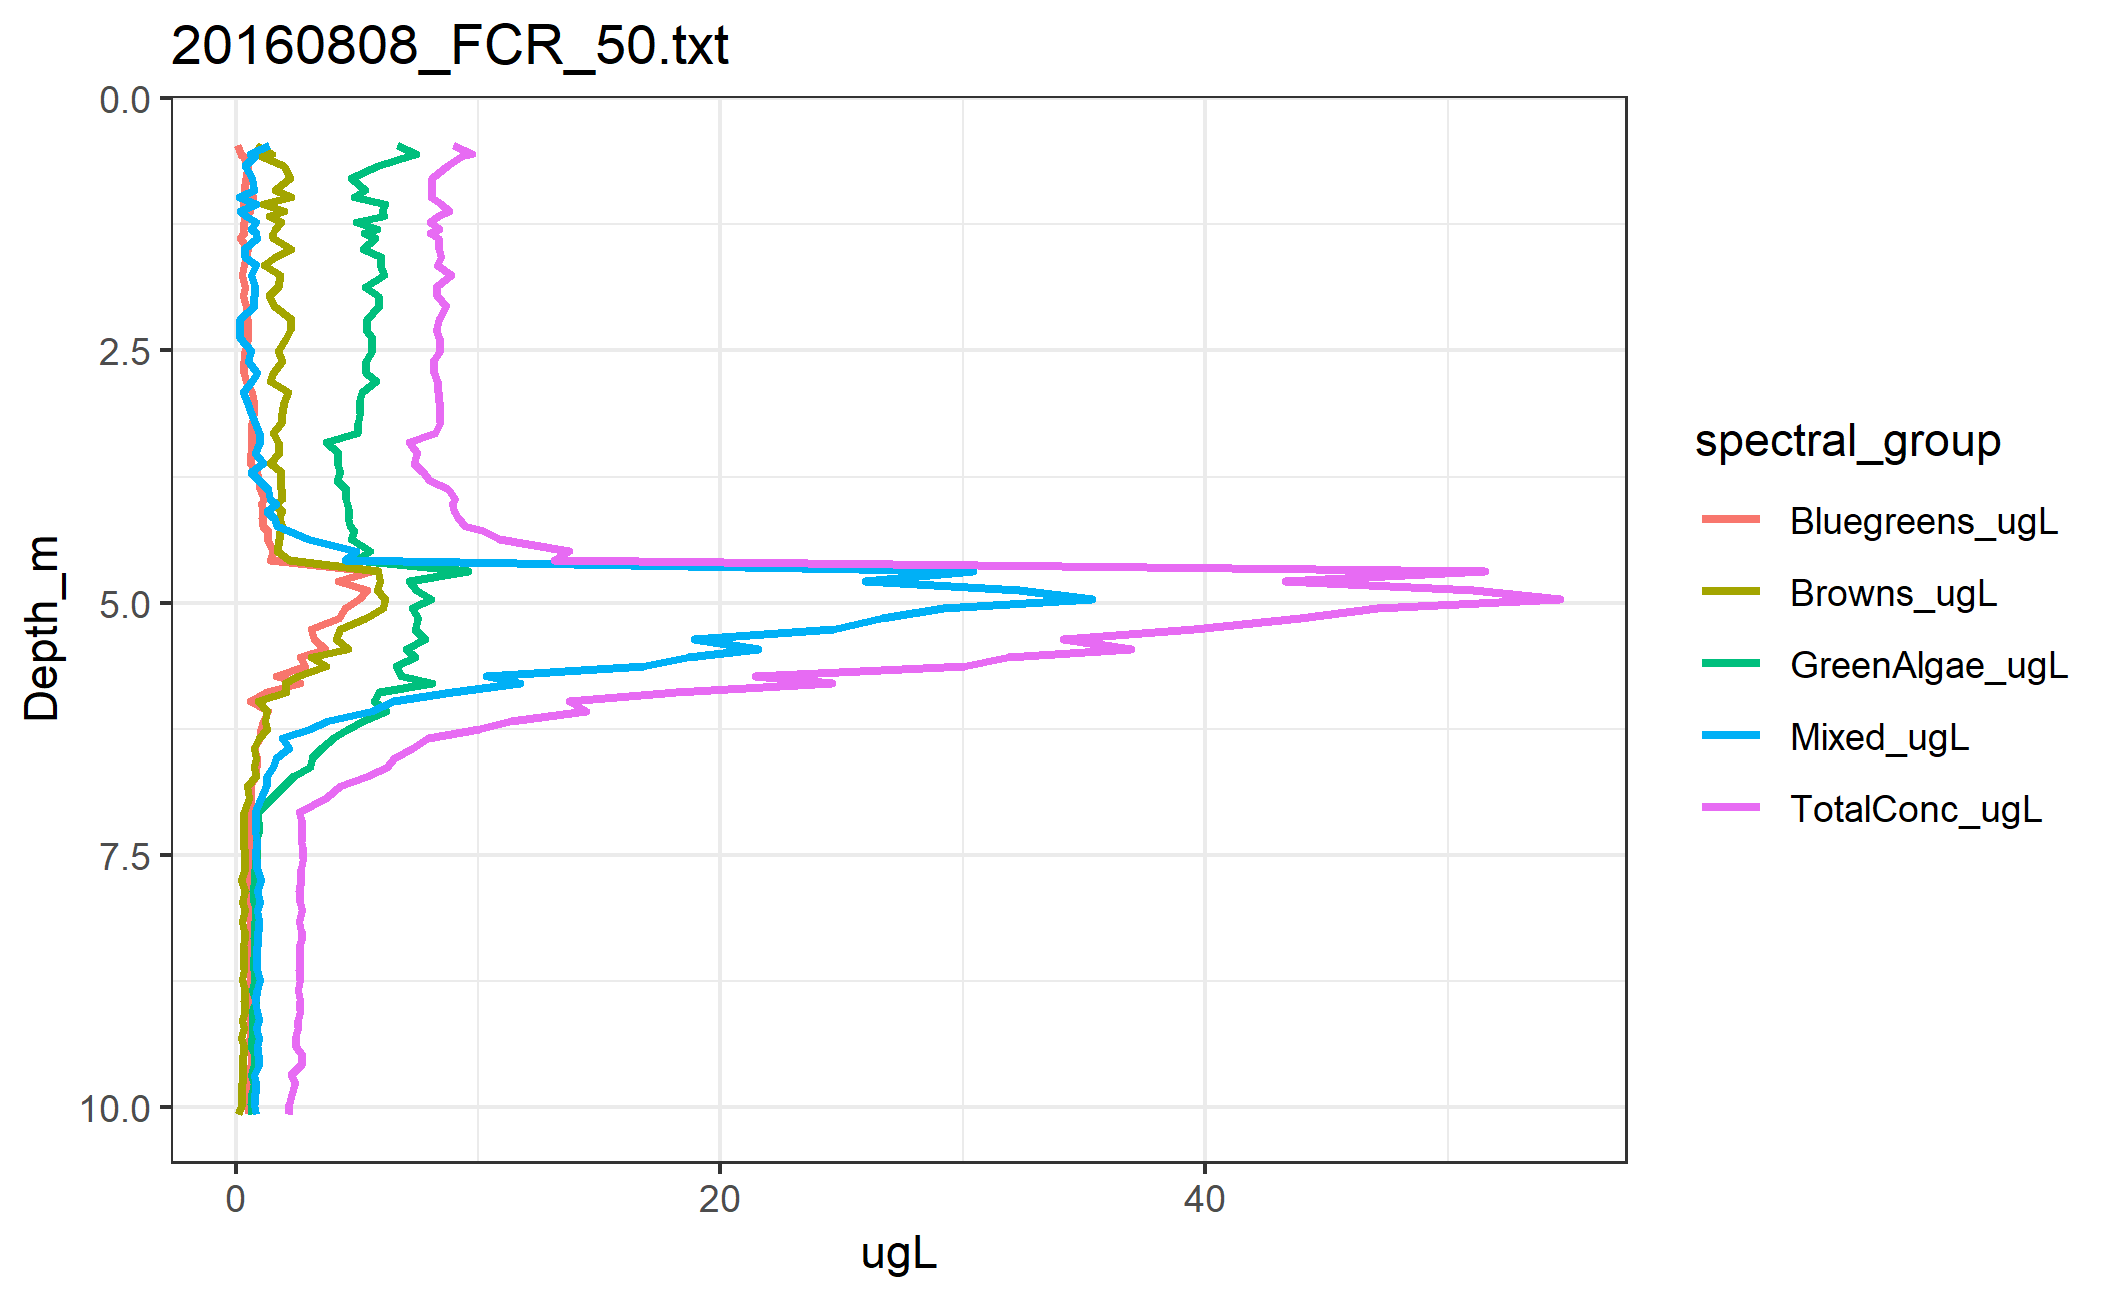 20160808_FCR_50.txt
0.0
2.5
5.0
7.5
10.0
Depth_m
0 20 40
ugL
spectral_group
Bluegreens_ugL
Browns_ugL
GreenAlgae_ugL
Mixed_ugL
TotalConc_ugL